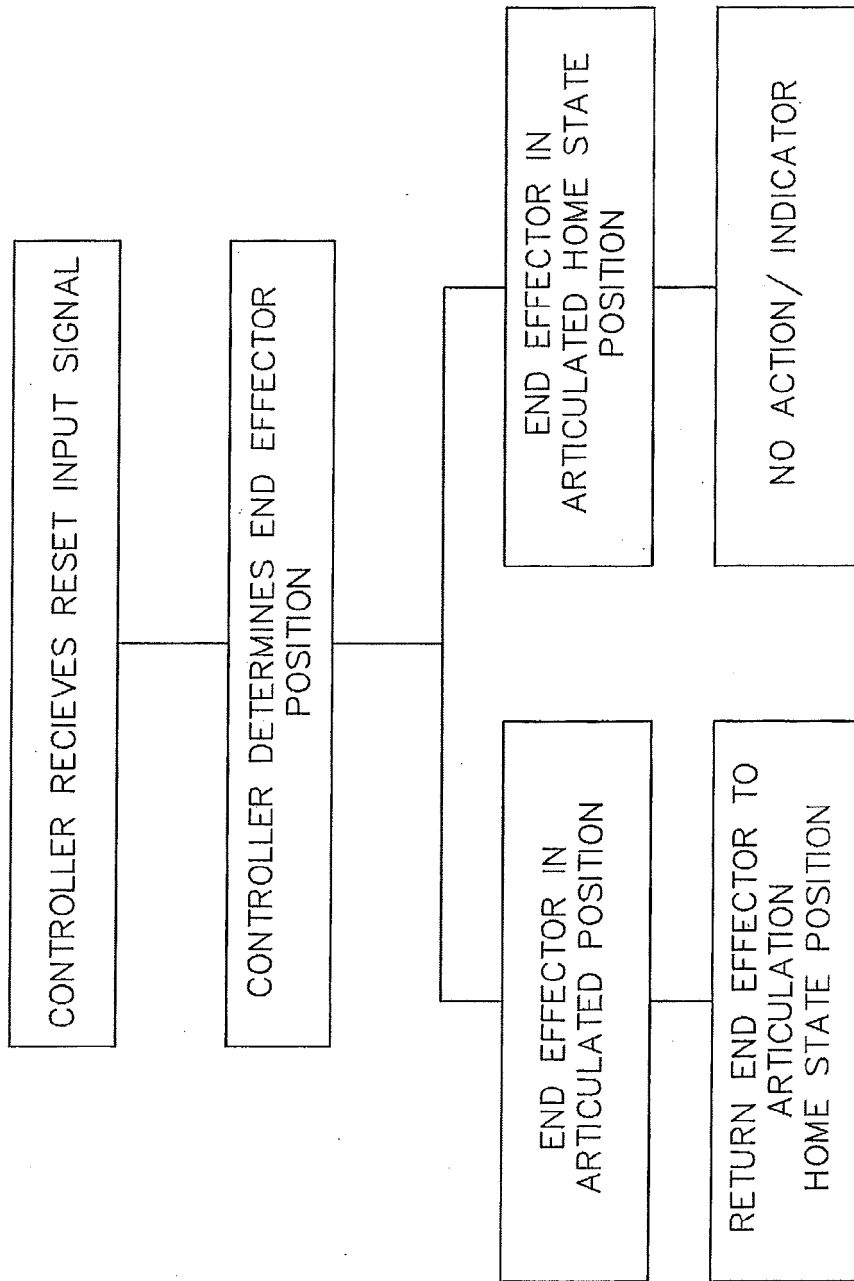 CONTROLLER RECIEVES RESET INPUT SIGNAL
CONTROLLER DETERMINES END EFFECTOR
POSITION
END EFFECTOR IN
ARTICULATED POSITION
RETURN END EFFECTOR TO
ARTICULATION
HOME STATE POSITION
END EFFECTOR IN
ARTICULATED HOME STATE
POSITION
NO ACTION/ INDICATOR